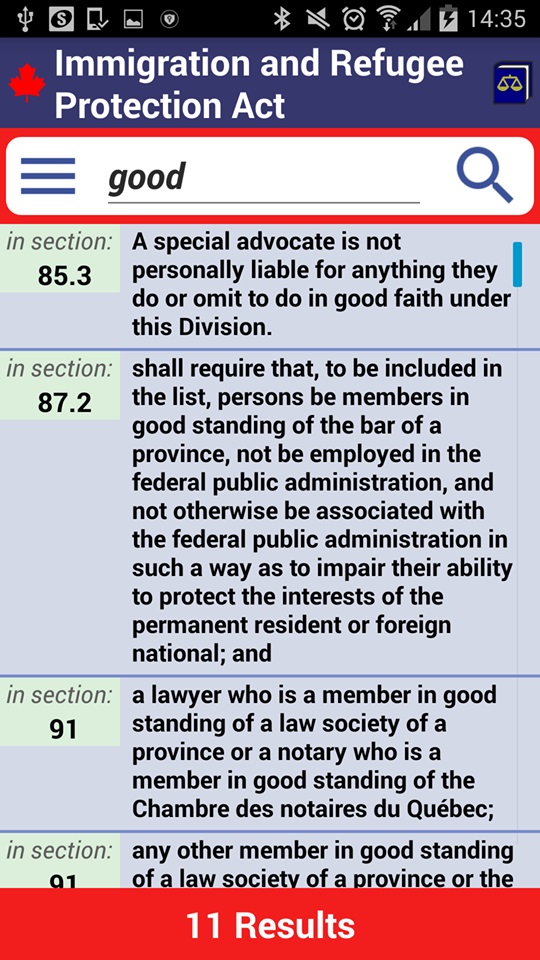 14:35
Immigration and Refugee
Protection Act
good
in section:
85.3
A special advocate is not
personally liable for anything they
do or omit to do in good faith under
this Division.
in section:
87.2
shall require that, to be included in
the list, persons be members in
good standing of the bar of a
province, not be employed in the
federal public administration, and
not otherwise be associated with
the federal public administration in
such a way as to impair their ability
to protect the interests of the
permanent resident or foreign
national; and
in section:
91
a lawyer who is a member in good
standing of a law society of a
province or a notary who is a
member in good standing of the
Chambre des notaires du Québec;
in section:
91
any other member in good standing
of a law society of a province or the
11 Results